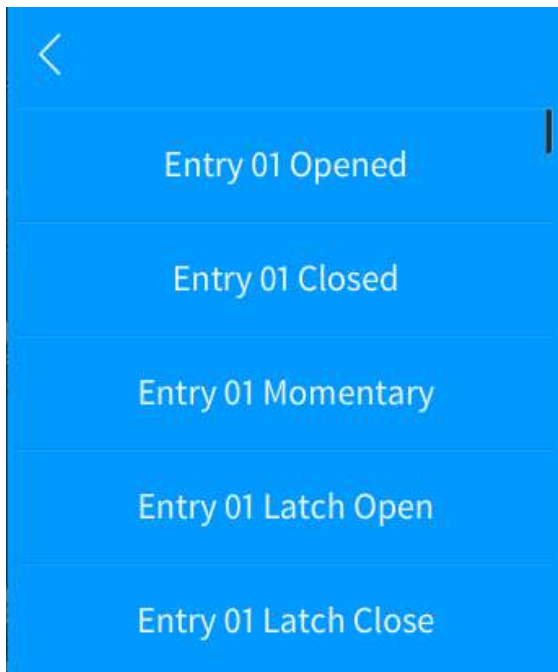 Entry 01 Opened
Entry 01 Closed
Entry 01 Momentary
Entry 01 Latch Open
Entry 01 Latch Close